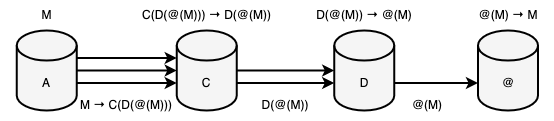 M
C(D(@(M))) → D(@(M))
D(@(M)) → @(M)
@(M) → M
A
C
D
@
M → C(D(@(M)))
D(@(M))
@(M)